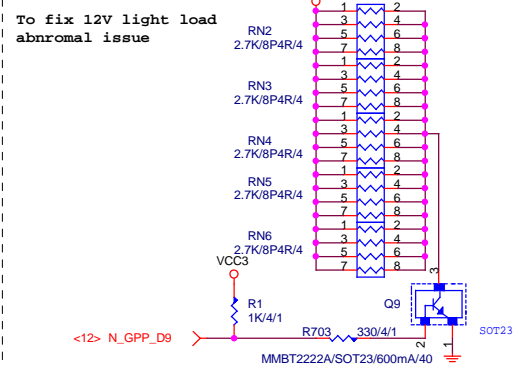 To fix 12V light load
abnromal issue
1 2
3 4
RN2
5 6
2.7K/8P4R/4
7 8
1 2
3 4
RN3
5 6
2.7K/8P4R/4
7 8
1 2
3 4
RN4
5 6
2.7K/8P4R/4
7 8
1 2
RN5
3 4
2.7K/8P4R/4
5 6
7 8
1 2
RN6
3 4
2.7K/8P4R/4
5 6
VCC3
7 8
3
R1
1K/4/1
Q9
SOT23
<12> N_GPP_D9
R703 330/4/1
2 1
MMBT2222A/SOT23/600mA/40